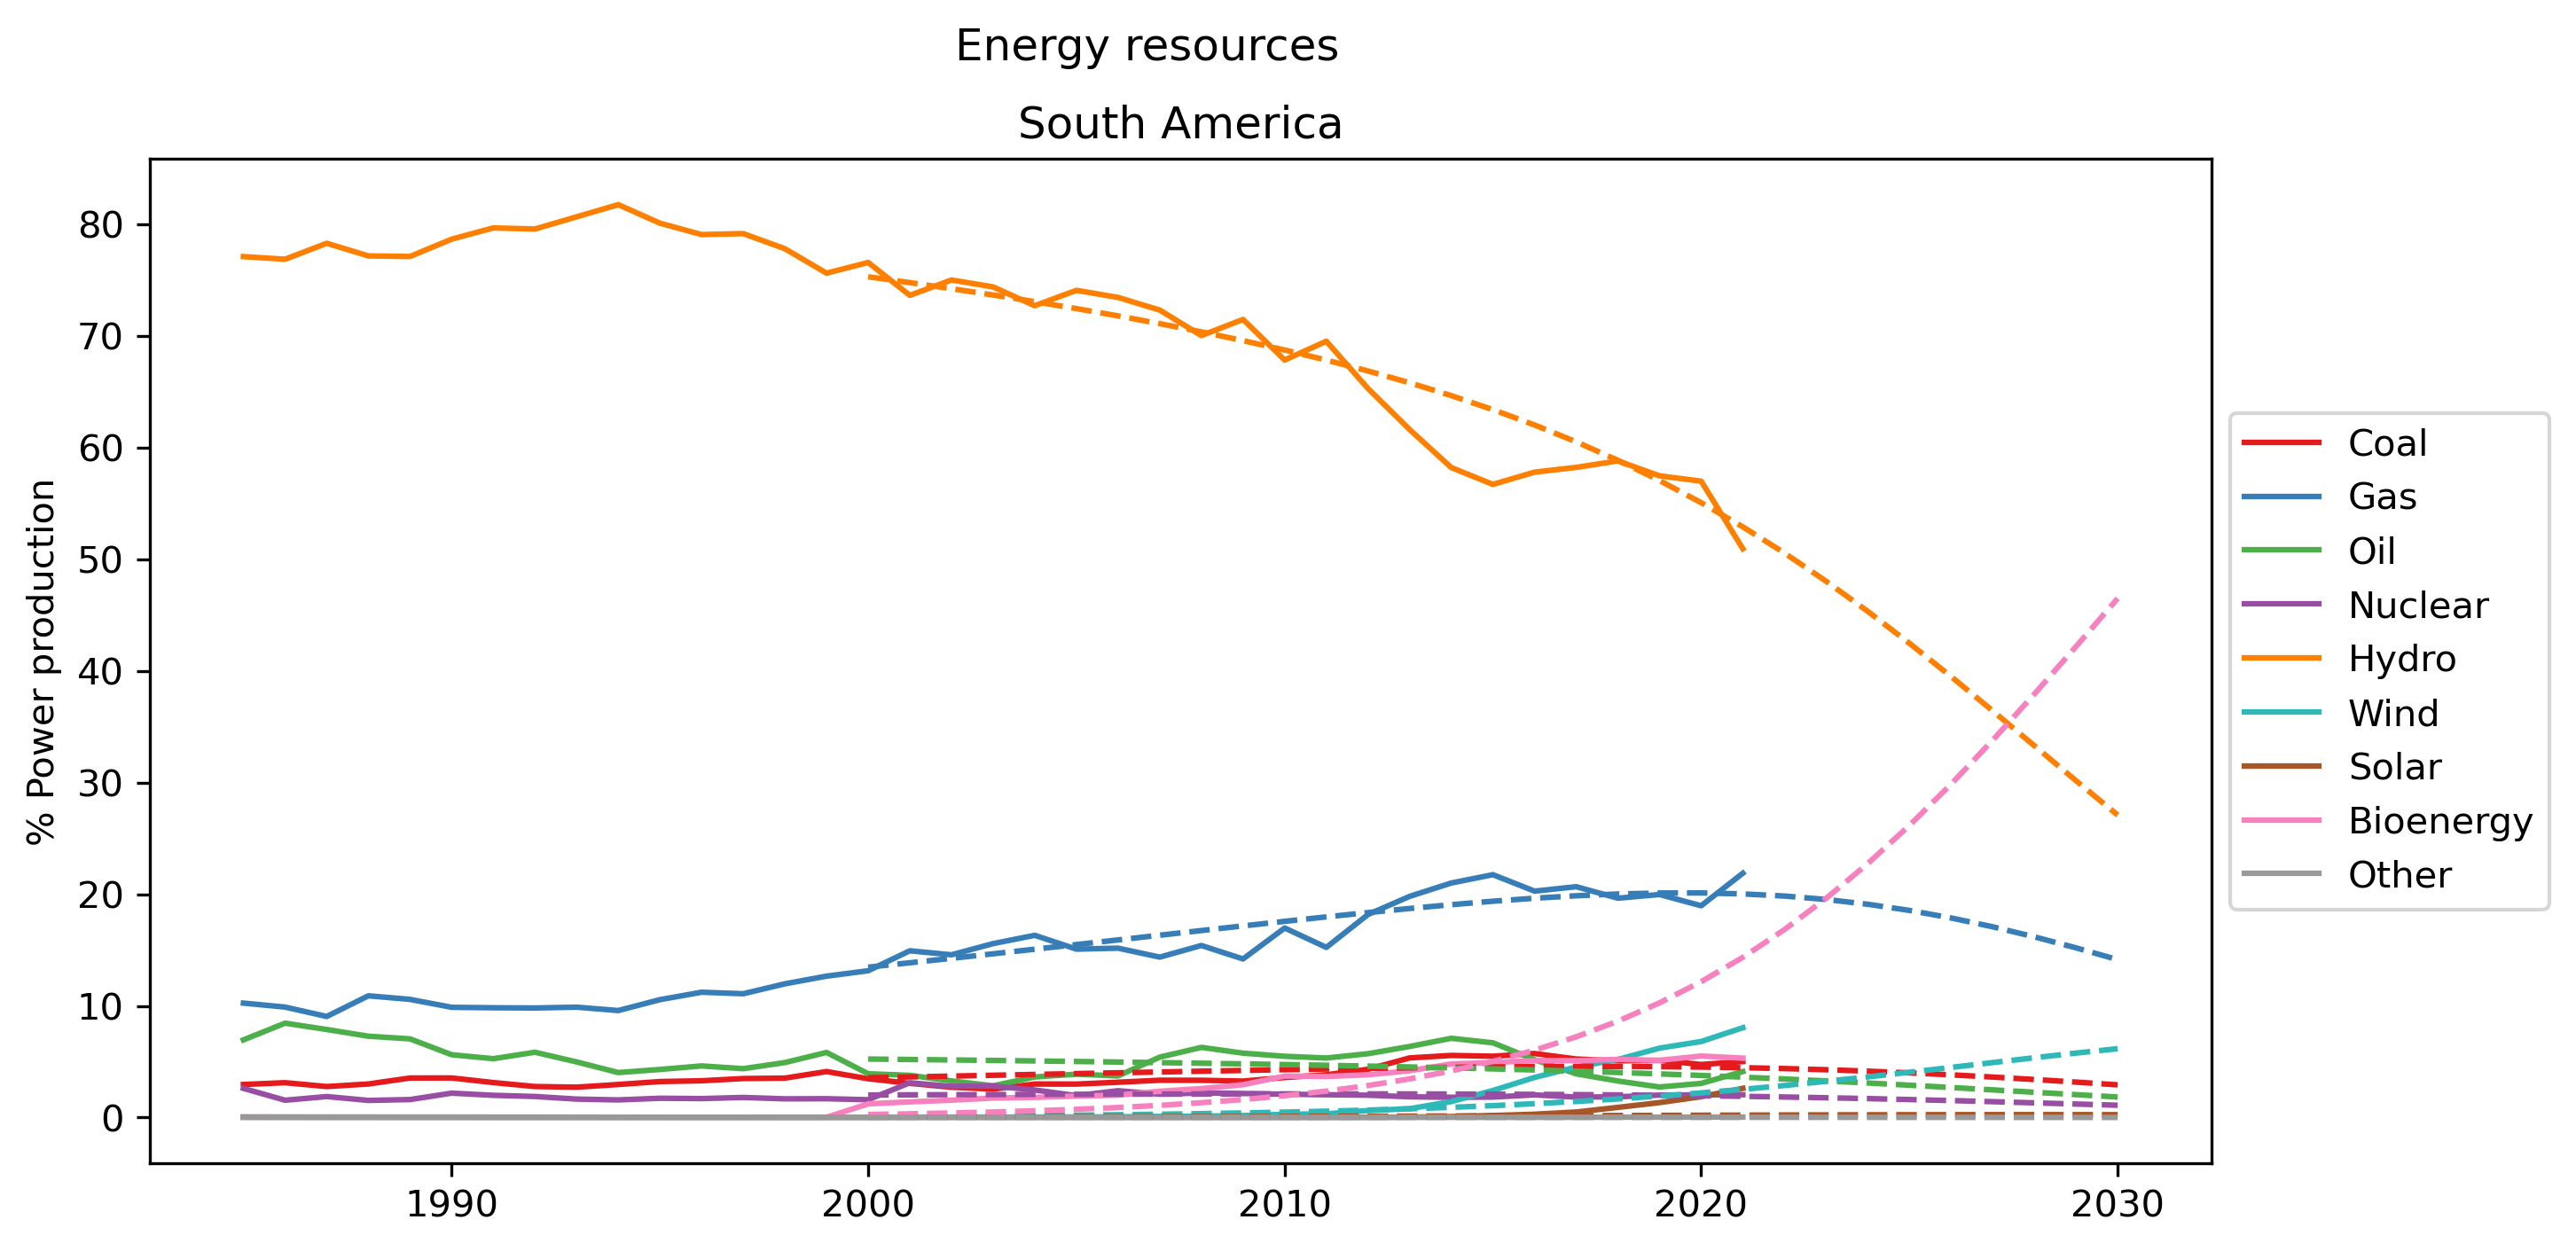 Energy resources
South America
% Power production
80
70
60
50
40
30
20
10
0
1990 2000 2010 2020 2030
Coal
Gas
Oil
Nuclear
Hydro
Wind
Solar
Bioenergy
Other